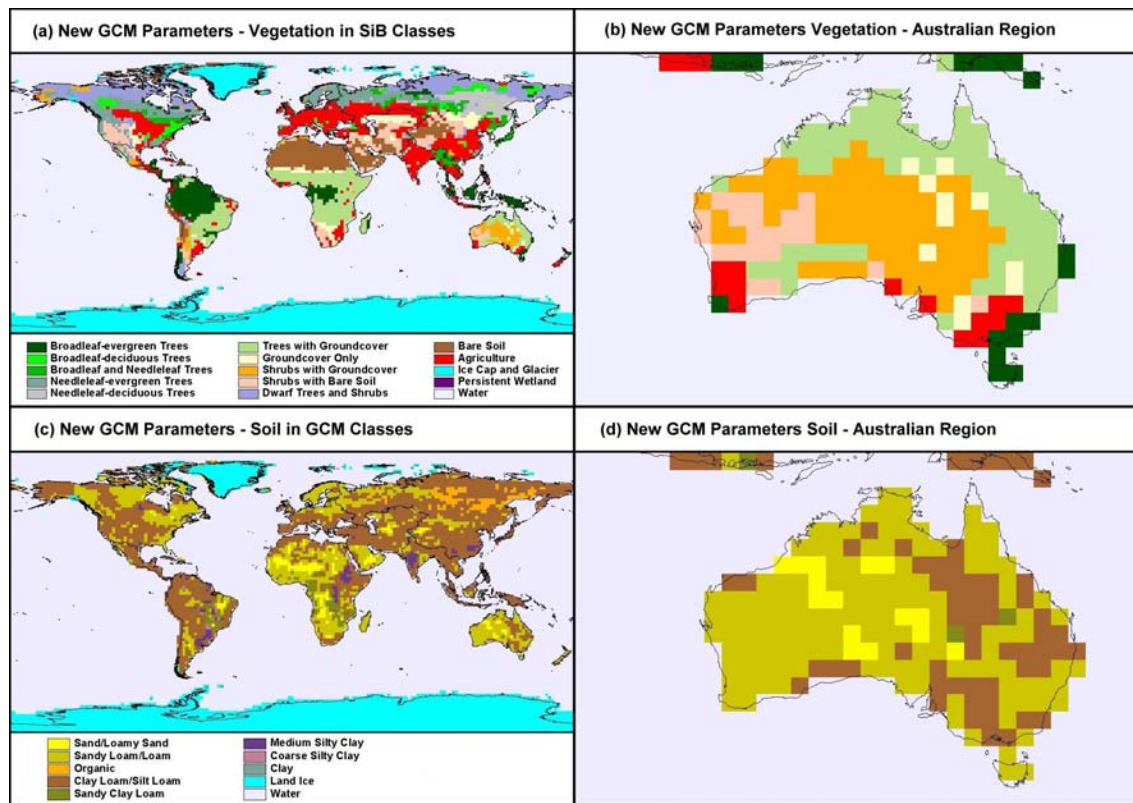 (a) New GCM Parameters - Vegetation in SiB Classes
(b) New GCM Parameters Vegetation - Australian Region
Broadleaf-evergreen Trees
Broadleaf-deciduous Trees
Broadleaf and Needleleaf Trees
Needleleaf-evergreen Trees
Needleleaf-deciduous Trees
Trees with Groundcover
Groundcover Only
Shrubs with Groundcover
Shrubs with Bare Soil
Dwarf Trees and Shrubs
Bare Soil
Agriculture
Ice Cap and Glacier
Persistent Wetland
Water
(c) New GCM Parameters - Soil in GCM Classes
(d) New GCM Parameters Soil - Australian Region
Sand/Loamy Sand
Sandy Loam/Loam
Organic
Clay Loam/Silt Loam
Sandy Clay Loam
Medium Silty Clay
Coarse Silty Clay
Clay
Land Ice
Water